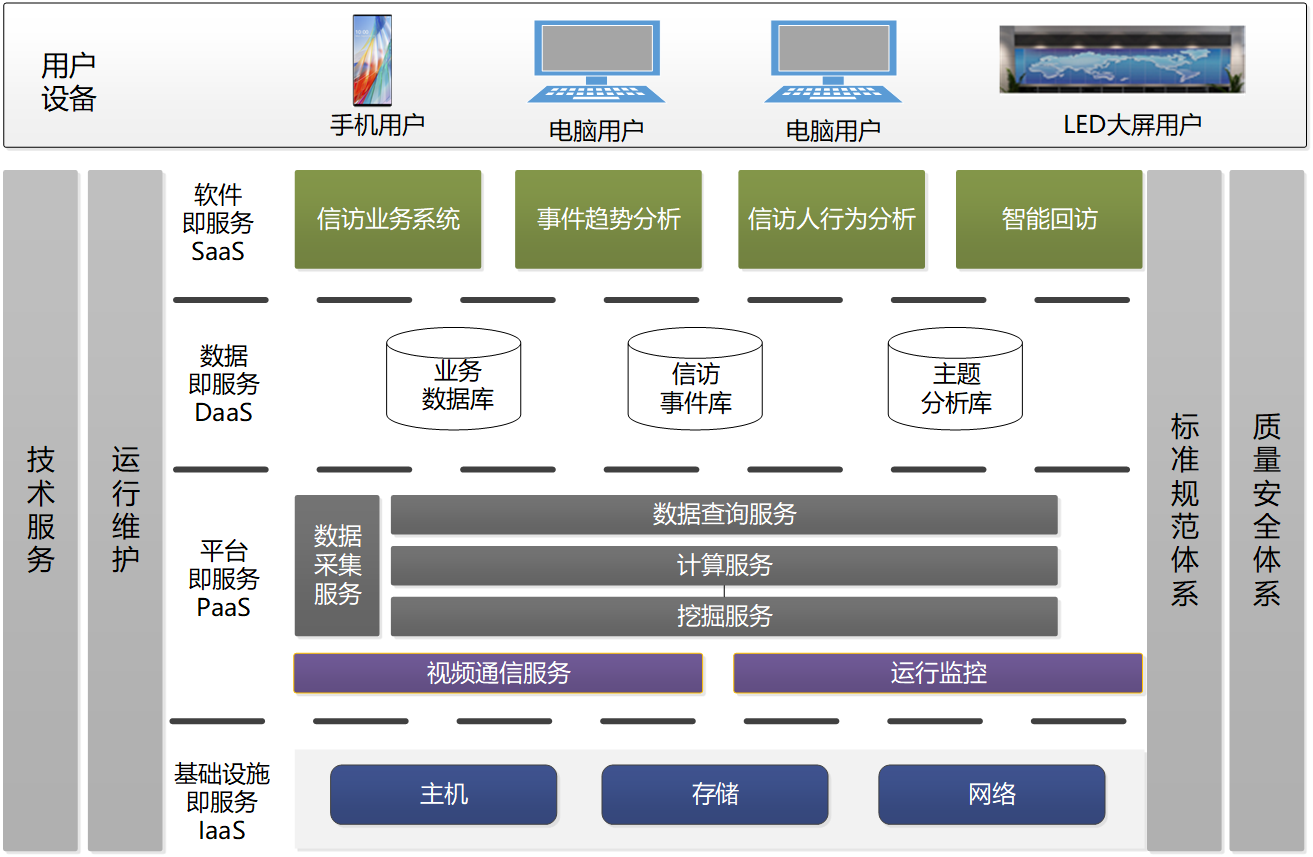 用户
设备
手机用户
电脑用户
电脑用户
LED大屏用户
技术服务
运行维护
软件
即服务
SaaS
信访业务系统
事件趋势分析
信访人行为分析
智能回访
数据
即服务
DaaS
业务
数据库
信访
事件库
主题
分析库
平台
即服务
PaaS
数据
采集
服务
数据查询服务
计算服务
挖掘服务
视频通信服务
运行监控
基础设施
即服务
IaaS
主机
存储
网络
标准规范体系
质量安全体系